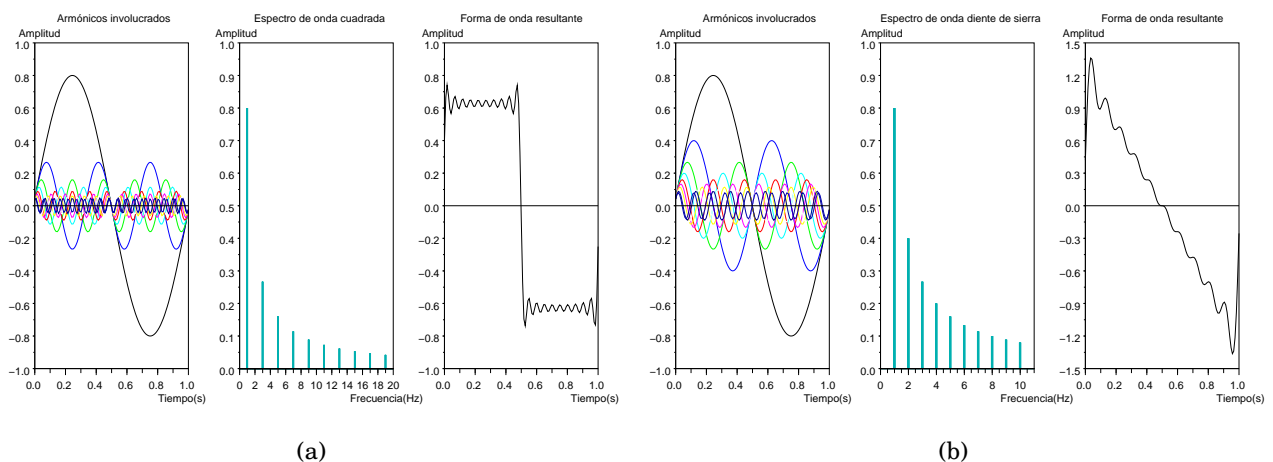 Armónicos involucrados
Amplitud
1.0
0.8
0.6
0.4
0.2
0.0
−0.2
−0.4
−0.6
−0.8
−1.0
0.0 0.2 0.4 0.6 0.8 1.0
Tiempo(s)
Espectro de onda cuadrada
Amplitud
1.0
0.9
0.8
0.7
0.6
0.5
0.4
0.3
0.2
0.1
0.0
0 2 4 6 8 10 12 14 16 18 20
Frecuencia(Hz)
Forma de onda resultante
Amplitud
1.0
0.8
0.6
0.4
0.2
0.0
−0.2
−0.4
−0.6
−0.8
−1.0
0.0 0.2 0.4 0.6 0.8 1.0
Tiempo(s)
(a)
Armónicos involucrados
Amplitud
1.0
0.8
0.6
0.4
0.2
0.0
−0.2
−0.4
−0.6
−0.8
−1.0
0.0 0.2 0.4 0.6 0.8 1.0
Tiempo(s)
Espectro de onda diente de sierra
Amplitud
1.0
0.9
0.8
0.7
0.6
0.5
0.4
0.3
0.2
0.1
0.0
0 2 4 6 8 10
Frecuencia(Hz)
Forma de onda resultante
Amplitud
1.5
1.2
0.9
0.6
0.3
0.0
−0.3
−0.6
−0.9
−1.2
−1.5
0.0 0.2 0.4 0.6 0.8 1.0
Tiempo(s)
(b)